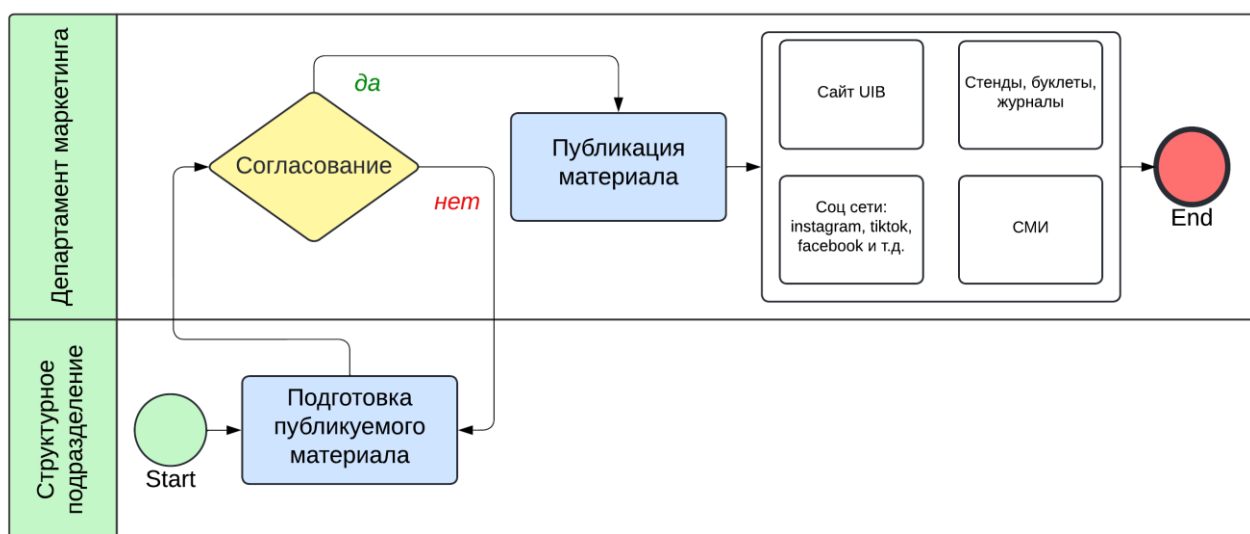 Департамент маркетинга
да
Согласование
нет
Публикация
материала
Сайт UIB
Стенды, буклеты,
журналы
Соц сети:
instagram, tiktok,
facebook и т.д.
СМИ
End
Структурное
подразделение
Start
Подготовка
публикуемого
материала